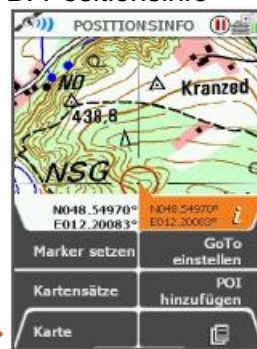 POSITIONSINFO
ND
Kranzed
438,8
NSG
N048.54970° N048.54970°
E012.20083° E012.20083°
Marker setzen GoTo
einstellen
Kartensätze POI
hinzufügen
Karte